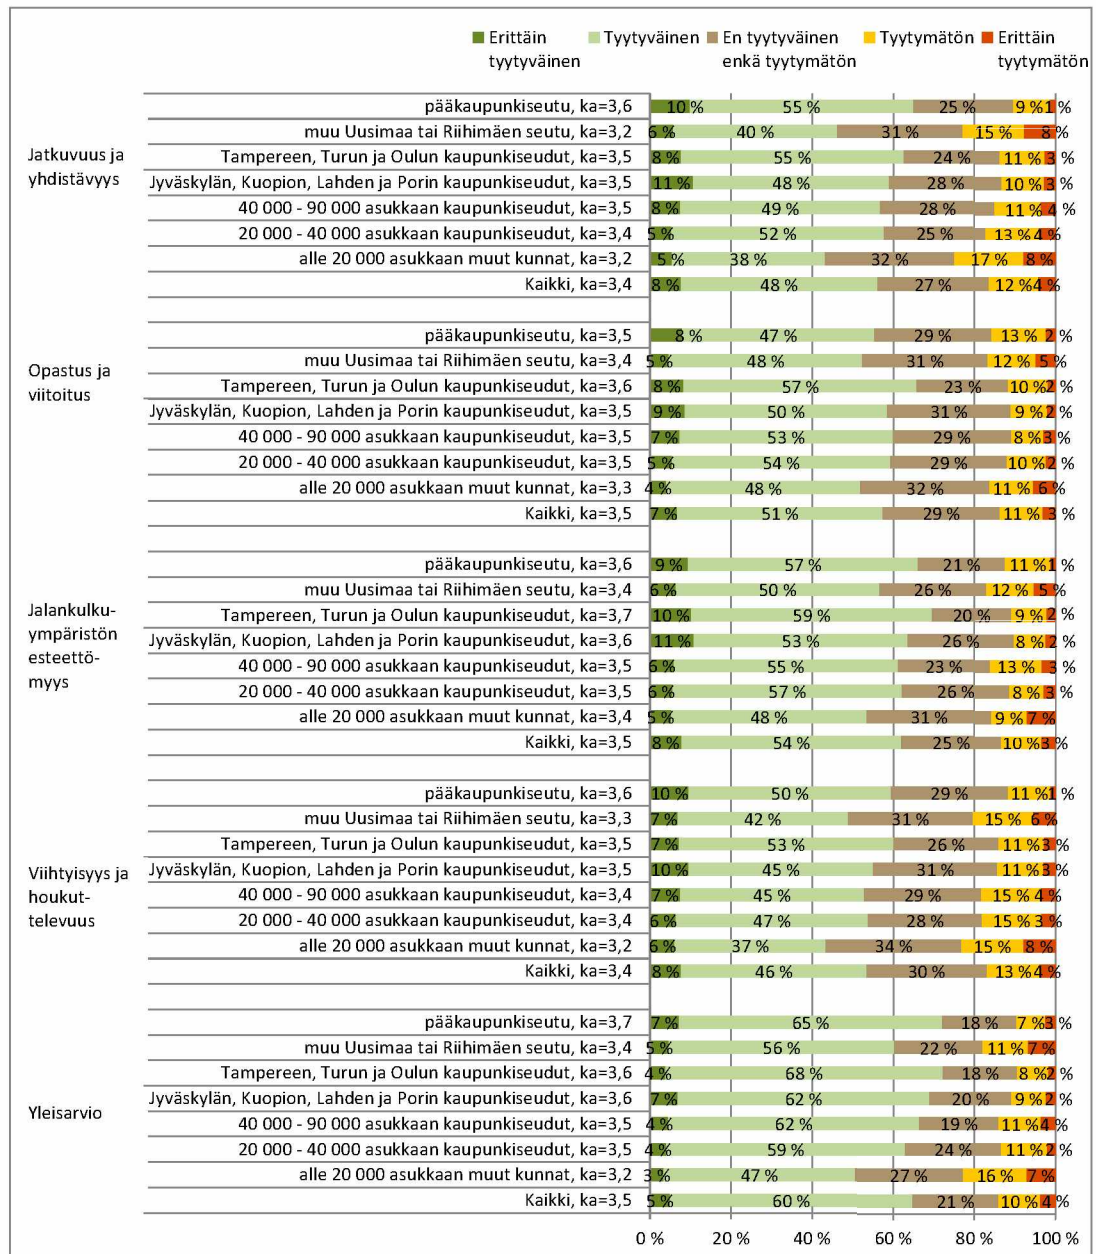 Erittäin tyytyväinen
Tyytyväinen
En tyytyväinen enkä tyytymätön
Tyytymätön
Erittäin tyytymätön
Jatkuvuus ja yhdistävyys
pääkaupunkiseutu, ka=3,6 10 % 55 % 25 % 9 % 1 %
muu Uusimaa tai Riihimäen seutu, ka=3,2 6 % 40 % 31 % 15 % 8 %
Tampereen, Turun ja Oulun kaupunkiseudut, ka=3,5 8 % 55 % 24 % 11 % 3 %
Jyväskylän, Kuopion, Lahden ja Porin kaupunkiseudut, ka=3,5 11 % 48 % 28 % 10 % 3 %
40 000 - 90 000 asukkaan kaupunkiseudut, ka=3,5 8 % 49 % 28 % 11 % 4 %
20 000 - 40 000 asukkaan kaupunkiseudut, ka=3,4 5 % 52 % 25 % 13 % 4 %
alle 20 000 asukkaan muut kunnat, ka=3,2 5 % 38 % 32 % 17 % 8 %
Kaikki, ka=3,4 8 % 48 % 27 % 12 % 4 %
Opastus ja viitoitus
pääkaupunkiseutu, ka=3,5 8 % 47 % 29 % 13 % 2 %
muu Uusimaa tai Riihimäen seutu, ka=3,4 5 % 48 % 31 % 12 % 5 %
Tampereen, Turun ja Oulun kaupunkiseudut, ka=3,6 8 % 57 % 23 % 10 % 2 %
Jyväskylän, Kuopion, Lahden ja Porin kaupunkiseudut, ka=3,5 9 % 50 % 31 % 9 % 2 %
40 000 - 90 000 asukkaan kaupunkiseudut, ka=3,5 7 % 53 % 29 % 8 % 3 %
20 000 - 40 000 asukkaan kaupunkiseudut, ka=3,5 5 % 54 % 29 % 10 % 2 %
alle 20 000 asukkaan muut kunnat, ka=3,3 4 % 48 % 32 % 11 % 6 %
Kaikki, ka=3,5 7 % 51 % 29 % 11 % 3 %
Jalankulku-
ympäristön
esteettö-
myys
pääkaupunkiseutu, ka=3,6 9 % 57 % 21 % 11 % 1 %
muu Uusimaa tai Riihimäen seutu, ka=3,4 6 % 50 % 26 % 12 % 5 %
Tampereen, Turun ja Oulun kaupunkiseudut, ka=3,7 10 % 59 % 20 % 9 % 2 %
Jyväskylän, Kuopion, Lahden ja Porin kaupunkiseudut, ka=3,6 11 % 53 % 26 % 8 % 2 %
40 000 - 90 000 asukkaan kaupunkiseudut, ka=3,5 6 % 55 % 23 % 13 % 3 %
20 000 - 40 000 asukkaan kaupunkiseudut, ka=3,5 6 % 57 % 26 % 8 % 3 %
alle 20 000 asukkaan muut kunnat, ka=3,4 5 % 48 % 31 % 9 % 7 %
Kaikki, ka=3,5 8 % 54 % 25 % 10 % 3 %
Viihtyisyys ja
houkut-
televuus
pääkaupunkiseutu, ka=3,6 10 % 50 % 29 % 11 % 1 %
muu Uusimaa tai Riihimäen seutu, ka=3,3 7 % 42 % 31 % 15 % 6 %
Tampereen, Turun ja Oulun kaupunkiseudut, ka=3,5 7 % 53 % 26 % 11 % 3 %
Jyväskylän, Kuopion, Lahden ja Porin kaupunkiseudut, ka=3,5 10 % 45 % 31 % 11 % 3 %
40 000 - 90 000 asukkaan kaupunkiseudut, ka=3,4 7 % 45 % 29 % 15 % 4 %
20 000 - 40 000 asukkaan kaupunkiseudut, ka=3,4 6 % 47 % 28 % 15 % 3 %
alle 20 000 asukkaan muut kunnat, ka=3,2 6 % 37 % 34 % 15 % 8 %
Kaikki, ka=3,4 8 % 46 % 30 % 13 % 4 %
Yleisarvio
pääkaupunkiseutu, ka=3,7 7 % 65 % 18 % 7 % 3 %
muu Uusimaa tai Riihimäen seutu, ka=3,4 5 % 56 % 22 % 11 % 7 %
Tampereen, Turun ja Oulun kaupunkiseudut, ka=3,6 4 % 68 % 18 % 8 % 2 %
Jyväskylän, Kuopion, Lahden ja Porin kaupunkiseudut, ka=3,6 7 % 62 % 20 % 9 % 2 %
40 000 - 90 000 asukkaan kaupunkiseudut, ka=3,5 4 % 62 % 19 % 11 % 4 %
20 000 - 40 000 asukkaan kaupunkiseudut, ka=3,5 4 % 59 % 24 % 11 % 2 %
alle 20 000 asukkaan muut kunnat, ka=3,2 3 % 47 % 27 % 16 % 7 %
Kaikki, ka=3,5 5 % 60 % 21 % 10 % 4 %
0 % 20 % 40 % 60 % 80 % 100 %